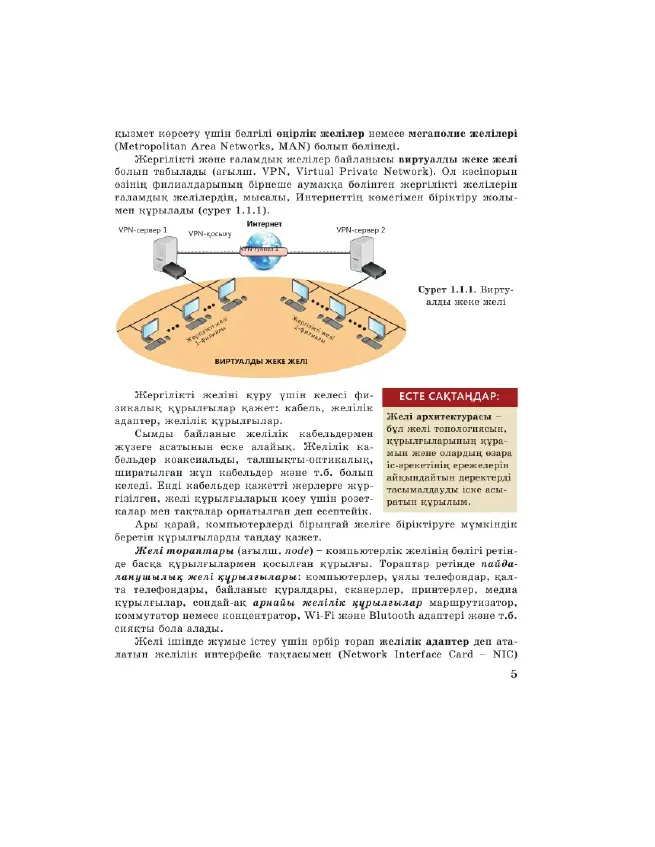 қызмет көрсету үшін белгілі өңірлік желілер немесе мегаполис желілері
(Metropolitan Area Networks, MAN) болып бөлінеді.
Жергілікті және ғаламдық желілер байланысы виртуалды жеке желі
болып табылады (ағылш. VPN, Virtual Private Network). Ол кәсіпорын
өзінің филиалдарының бірнеше аумаққа бөлінген жергілікті желілерін
ғаламдық желілердің, мысалы, Интернеттің көмегімен біріктіру жолы-
мен құрылады (сурет 1.1.1).
Интернет
VPN-сервер 1
VPN-қосылу
VPN-сервер 2
Жергілікті желі
1-филиалы
Жергілікті желі
2-филиалы
ВИРТУАЛДЫ ЖЕКЕ ЖЕЛІ
Сурет 1.1.1. Вирту-
алды жеке желі
Жергілікті желіні құру үшін келесі фи-
зикалық құрылғылар қажет: кабель, желілік
адаптер, желілік құрылғылар.
Сымды байланыс желілік кабельдермен
жүзеге асатынын еске алайық. Желілік ка-
бельдер коаксиальды, талшықты-оптикалық,
ширатылған жұп кабельдер және т.б. болып
келеді. Енді кабельдер қажетті жерлерге жүр-
гізілген, желі құрылғыларын қосу үшін розет-
калар мен тақталар орнатылған деп есептейік.
ЕСТЕ САҚТАҢДАР:
Желі архитектурасы –
бұл желі топологиясын,
құрылғыларының құра-
мын және олардың өзара
іс-әрекетінің ережелерін
айқындайтын деректерді
тасымалдауды іске асы-
ратын құрылым.
Ары қарай, компьютерлерді бірыңғай желіге біріктіруге мүмкіндік
беретін құрылғыларды таңдау қажет.
Желі тораптары (ағылш. node) – компьютерлік желінің бөлігі ретін-
де басқа құрылғылармен қосылған құрылғы. Тораптар ретінде пайда-
ланушылық желі құрылғылары: компьютерлер, ұялы телефондар, қал-
та телефондары, байланыс құралдары, сканерлер, принтерлер, медиа
құрылғылар, сондай-ақ арнайы желілік құрылғылар маршрутизатор,
коммутатор немесе концентратор, Wi-Fi және Blutooth адаптері және т.б.
сияқты бола алады.
Желі ішінде жұмыс істеу үшін әрбір торап желілік адаптер деп ата-
латын желілік интерфейс тақтасымен (Network Interface Card – NIC)
5